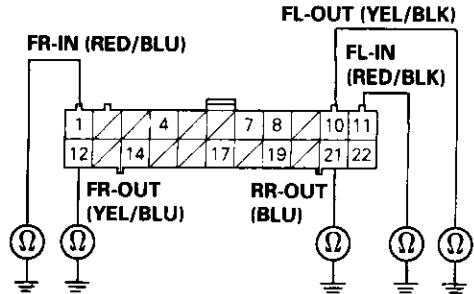 FL-OUT (YEL/BLK)
FR-IN (RED/BLU)
FL-IN
(RED/BLK)
1 4 7 8 10 11
12 14 17 19 21 22
FR-OUT
(YEL/BLU)
RR-OUT
(BLU)
Ω Ω Ω Ω Ω